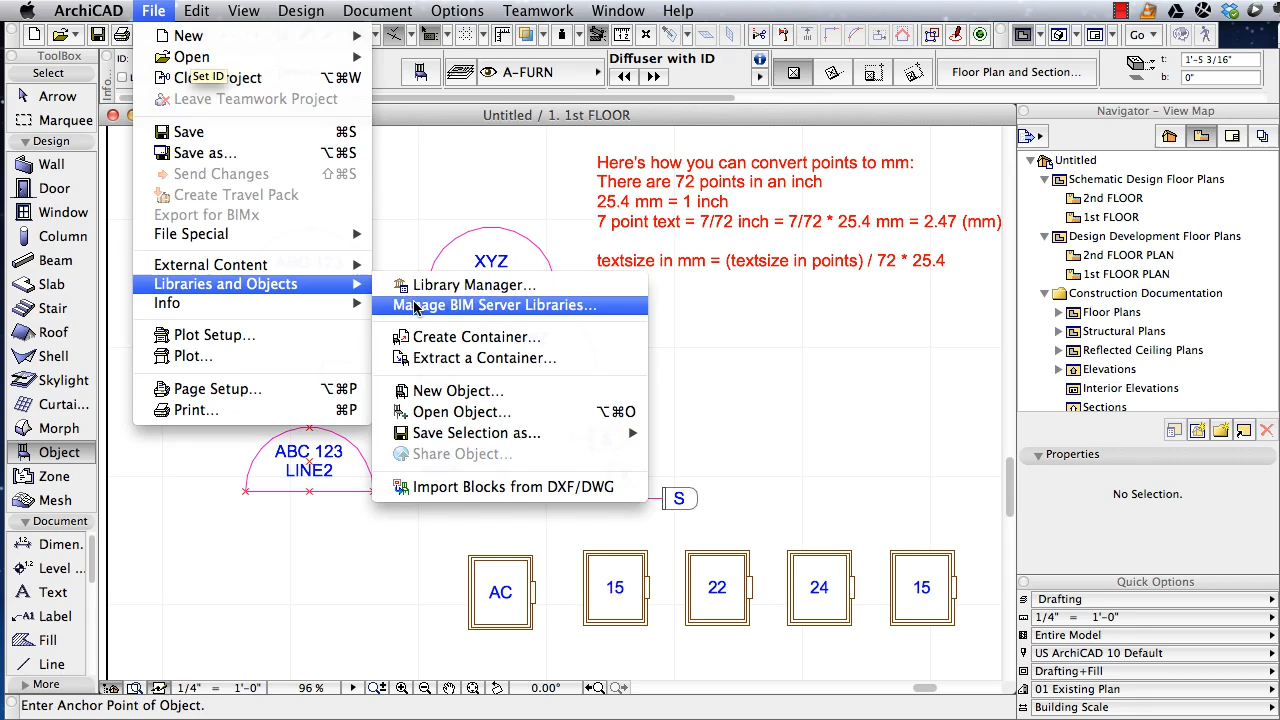 ArchiCAD File Edit View Design Document Options Teamwork Window Help
Go
ToolBox
Select
Arrow
Marquee
Design
Wall
Door
Window
Column
Beam
Slab
Stair
Roof
Shell
Skylight
Curtai...
Morph
Object
Zone
Mesh
Document
Dimen...
Level ...
Text
Label
Fill
Line
More
Info...
ID:
L
New
Open
Set ID
⌥⌘W
Leave Teamwork Project
Save ⌘S
Save as... ⌥⌘S
Send Changes ⇧⌘S
Create Travel Pack
Export for BIMx
File Special
External Content
Libraries and Objects
Info
Plot Setup...
Plot...
Page Setup... ⌥⌘P
Print... ⌘P
Library Manager...
Manage BIM Server Libraries...
Create Container...
Extract a Container...
New Object...
Open Object... ⌥⌘O
Save Selection as...
Share Object...
Import Blocks from DXF/DWG
A-FURN
Diffuser with ID
Floor Plan and Section...
t: 1'-5 3/16"
b: 0"
Untitled / 1. 1st FLOOR
Here's how you can convert points to mm:
There are 72 points in an inch
25.4 mm = 1 inch
7 point text = 7/72 inch = 7/72 * 25.4 mm = 2.47 (mm)
textsize in mm = (textsize in points) / 72 * 25.4
XYZ
ABC 123
LINE2
S
AC
15
22
24
15
1/4" = 1'-0" 96 % 0.00°
Enter Anchor Point of Object.
Navigator - View Map
Untitled
Schematic Design Floor Plans
2nd FLOOR
1st FLOOR
Design Development Floor Plans
2nd FLOOR PLAN
1st FLOOR PLAN
Construction Documentation
Floor Plans
Structural Plans
Reflected Ceiling Plans
Elevations
Interior Elevations
Sections
Properties
No Selection.
Quick Options
Drafting
1/4" = 1'-0"
Entire Model
US ArchiCAD 10 Default
Drafting+Fill
01 Existing Plan
Building Scale